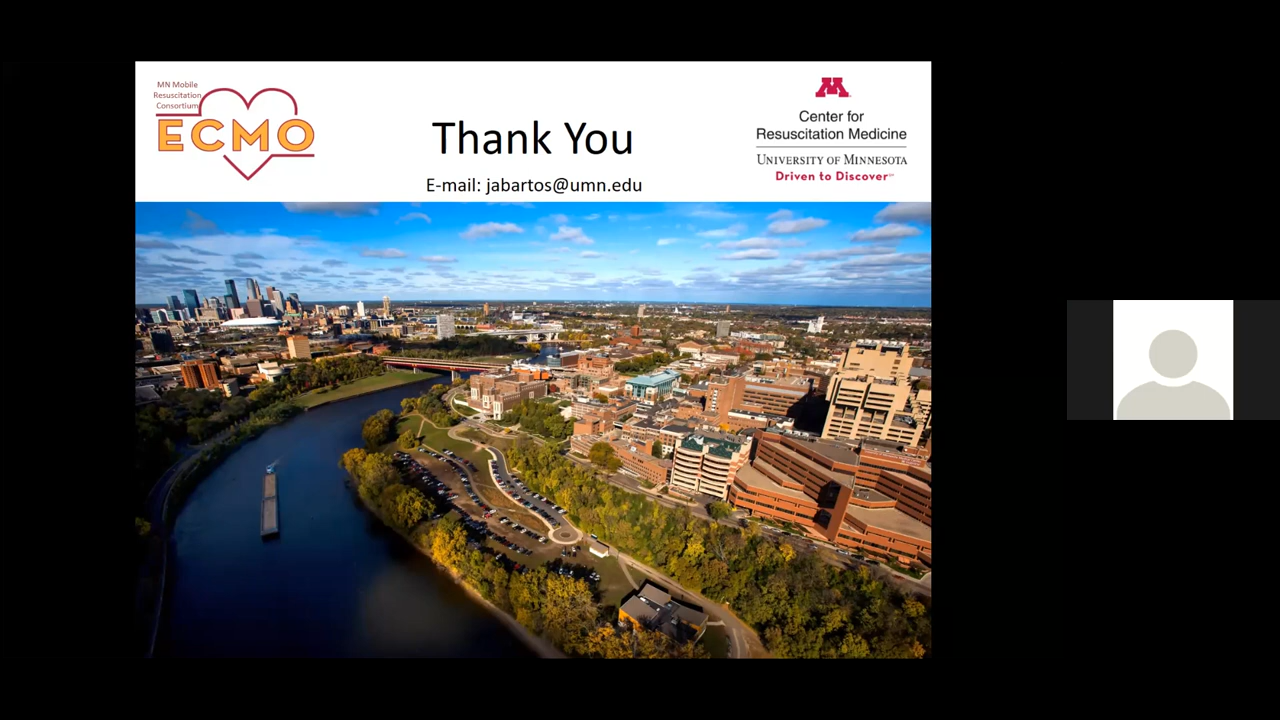 MN Mobile
Resuscitation
Consortium
ECMO
Thank You
E-mail: jabartos@umn.edu
M
Center for
Resuscitation Medicine
UNIVERSITY OF MINNESOTA
Driven to Discover℠